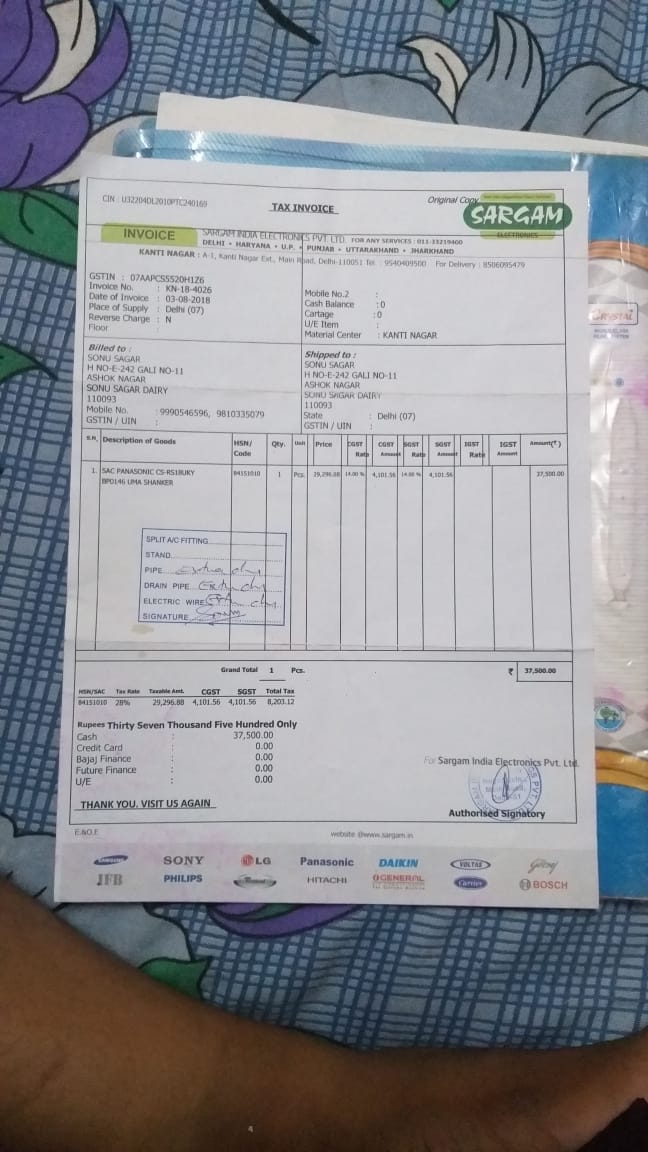 CIN : U32204DL2010PTC240169
TAX INVOICE
Original Copy
SARGAM
ELECTRONICS
INVOICE
SARGAM INDIA ELECTRONICS PVT. LTD. FOR ANY SERVICES : 011-33219400
DELHI • HARYANA • U.P. • PUNJAB • UTTARAKHAND • JHARKHAND
KANTI NAGAR : A-1, Kanti Nagar Ext., Main Road, Delhi-110051 Tel : 9540409500 For Delivery : 8506095479
GSTIN : 07AAPCS5520H1Z6
Invoice No. : KN-18-4026
Date of Invoice : 03-08-2018
Place of Supply : Delhi (07)
Reverse Charge : N
Floor :
Mobile No.2 :
Cash Balance : 0
Cartage : 0
U/E Item :
Material Center : KANTI NAGAR
Billed to :
SONU SAGAR
H NO-E-242 GALI NO-11
ASHOK NAGAR
SONU SAGAR DAIRY
110093
Mobile No. : 9990546596, 9810335079
GSTIN / UIN :
Shipped to :
SONU SAGAR
H NO-E-242 GALI NO-11
ASHOK NAGAR
SONU SAGAR DAIRY
110093
State : Delhi (07)
GSTIN / UIN :
S.N. Description of Goods HSN/ Code Qty. Unit Price CGST Rate CGST Amount SGST Rate SGST Amount IGST Rate IGST Amount Amount(₹)
1. SAC PANASONIC CS-RS18UKY 84151010 1 Pcs. 29,296.88 14.00 % 4,101.56 14.00 % 4,101.56 37,500.00
BP0146 UMA SHANKER
SPLIT A/C FITTING
STAND
PIPE Extra
DRAIN PIPE
ELECTRIC WIRE
SIGNATURE
Grand Total 1 Pcs. ₹ 37,500.00
HSN/SAC Tax Rate Taxable Amt. CGST SGST Total Tax
84151010 28% 29,296.88 4,101.56 4,101.56 8,203.12
Rupees Thirty Seven Thousand Five Hundred Only
Cash : 37,500.00
Credit Card : 0.00
Bajaj Finance : 0.00
Future Finance : 0.00
U/E : 0.00
For Sargam India Electronics Pvt. Ltd.
THANK YOU. VISIT US AGAIN
Authorised Signatory
E.&O.E
website @www.sargam.in
SAMSUNG SONY LG Panasonic DAIKIN VOLTAS Godrej
JFB PHILIPS HITACHI GENERAL Carrier BOSCH
CRYSTAL